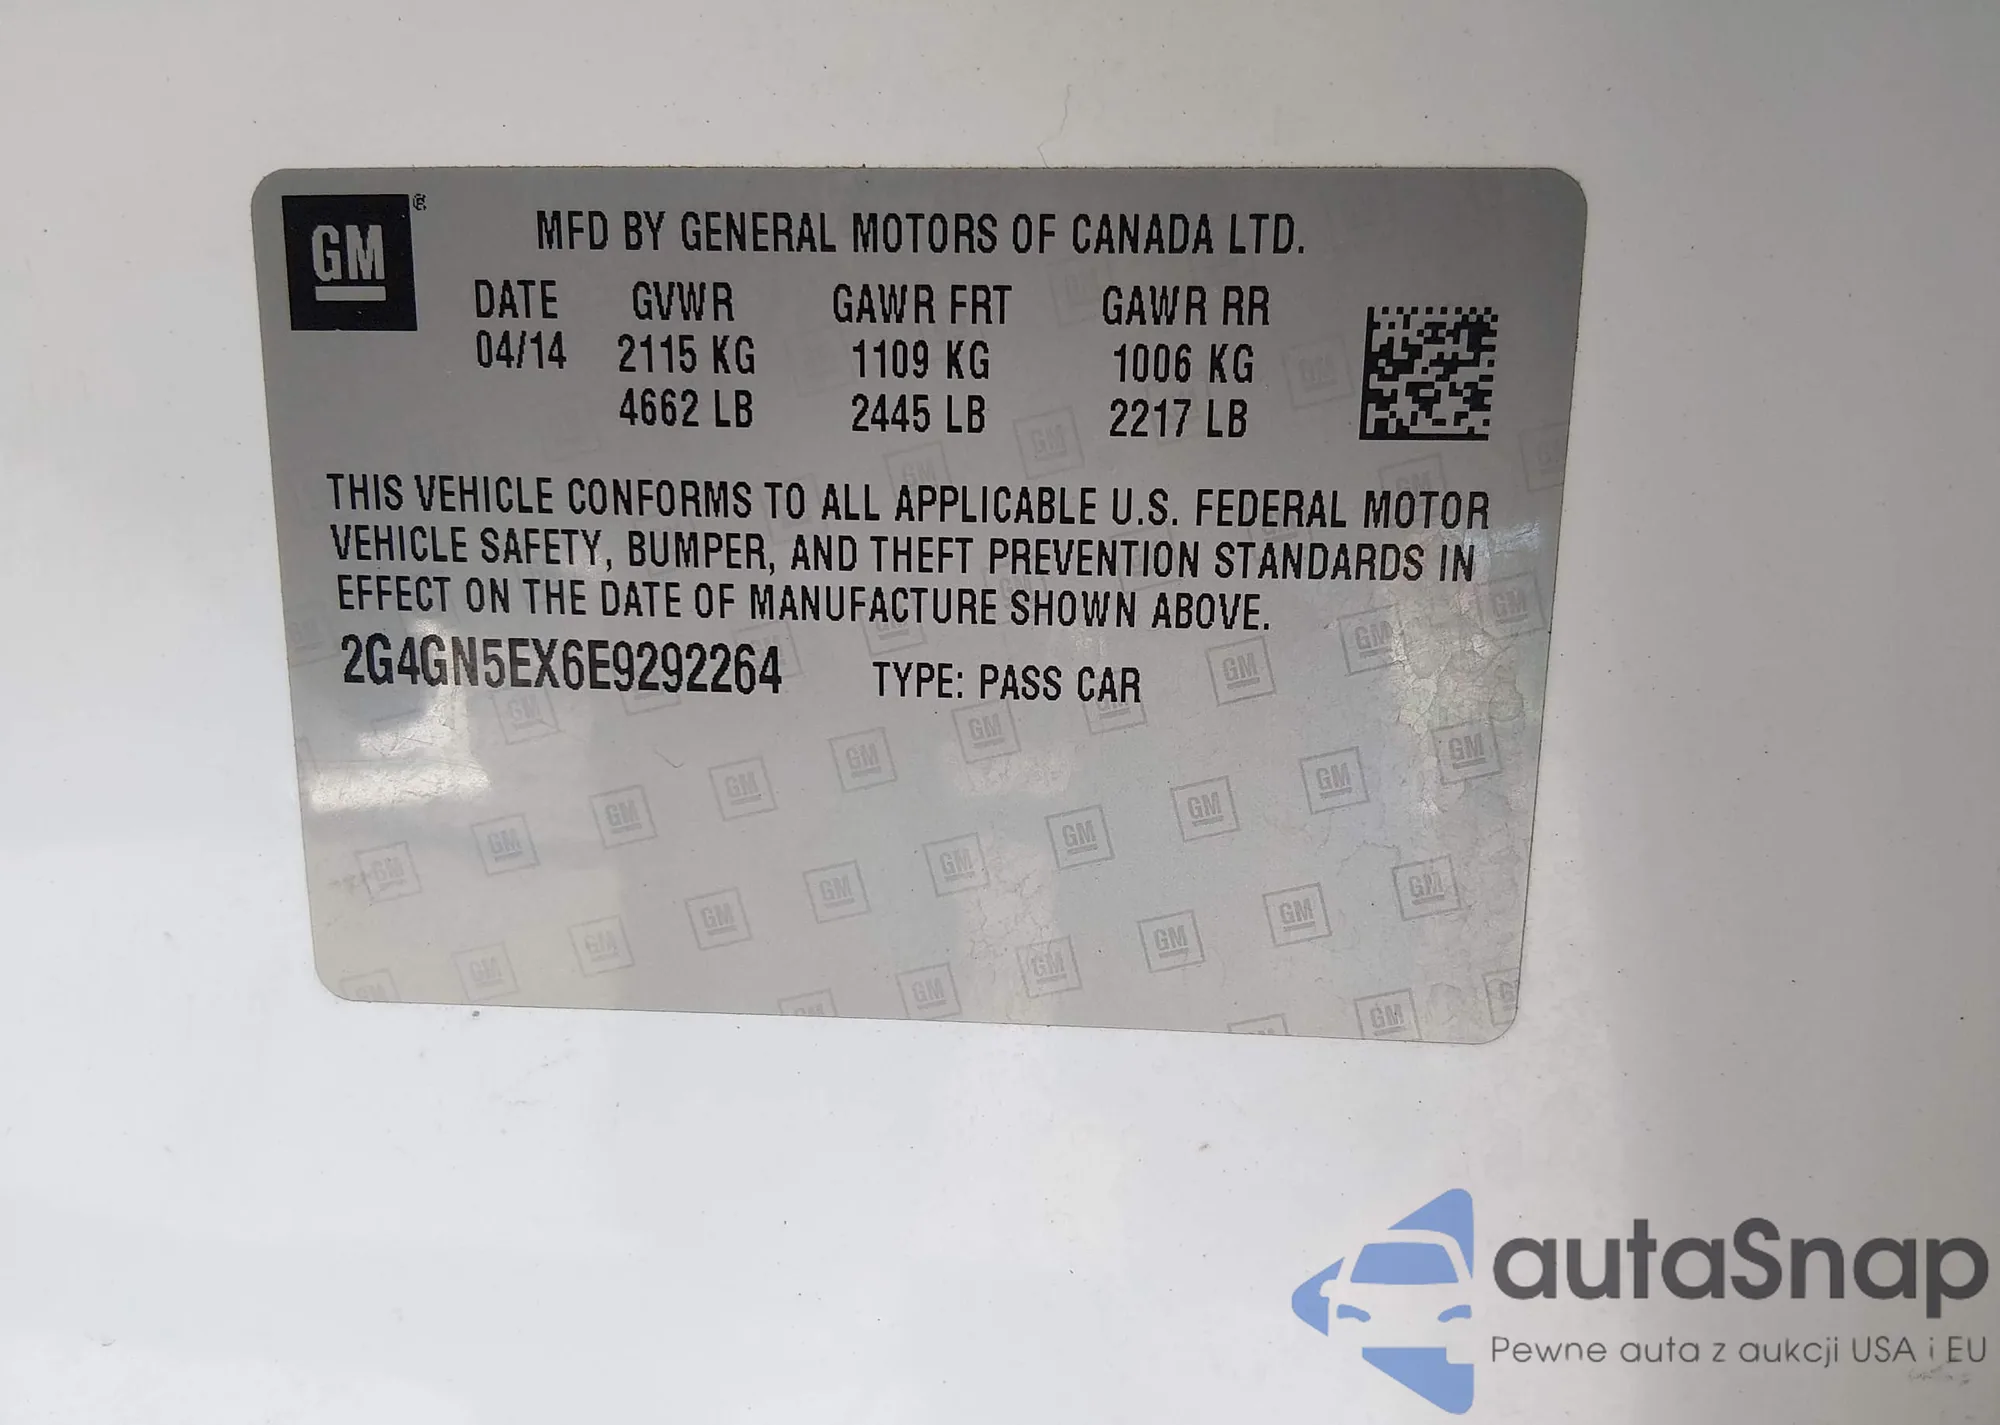 GM ®
MFD BY GENERAL MOTORS OF CANADA LTD.
DATE GVWR GAWR FRT GAWR RR
04/14 2115 KG 1109 KG 1006 KG
4662 LB 2445 LB 2217 LB
THIS VEHICLE CONFORMS TO ALL APPLICABLE U.S. FEDERAL MOTOR
VEHICLE SAFETY, BUMPER, AND THEFT PREVENTION STANDARDS IN
EFFECT ON THE DATE OF MANUFACTURE SHOWN ABOVE.
2G4GN5EX6E9292264 TYPE: PASS CAR
autaSnap
Pewne auta z aukcji USA i EU